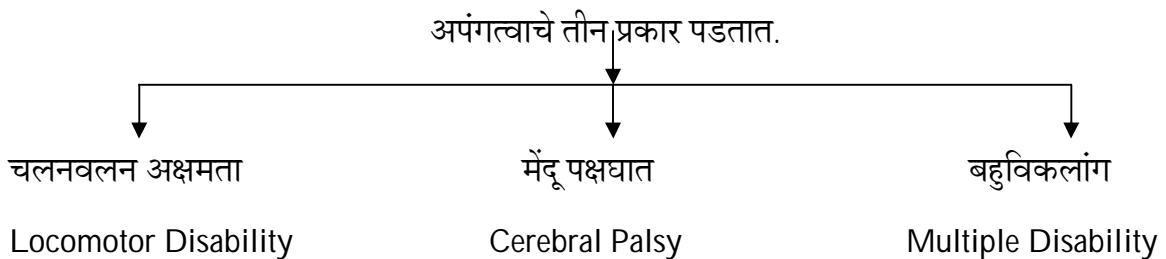 अपंगत्वाचे तीन प्रकार पडतात.
चलनवलन अक्षमता मेंदू पक्षघात बहुविकलांग
Locomotor Disability Cerebral Palsy Multiple Disability